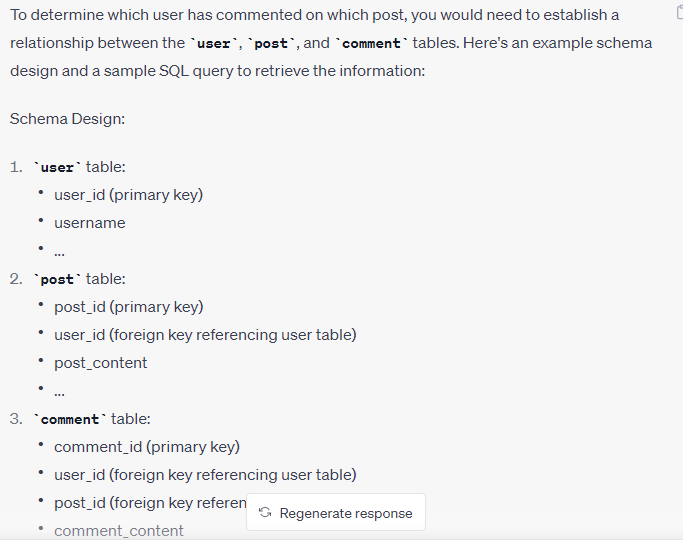 To determine which user has commented on which post, you would need to establish a
relationship between the `user`, `post`, and `comment` tables. Here's an example schema
design and a sample SQL query to retrieve the information:
Schema Design:
1. `user` table:
• user_id (primary key)
• username
• ...
2. `post` table:
• post_id (primary key)
• user_id (foreign key referencing user table)
• post_content
• ...
3. `comment` table:
• comment_id (primary key)
• user_id (foreign key referencing user table)
• post_id (foreign key referen
Regenerate response
• comment_content